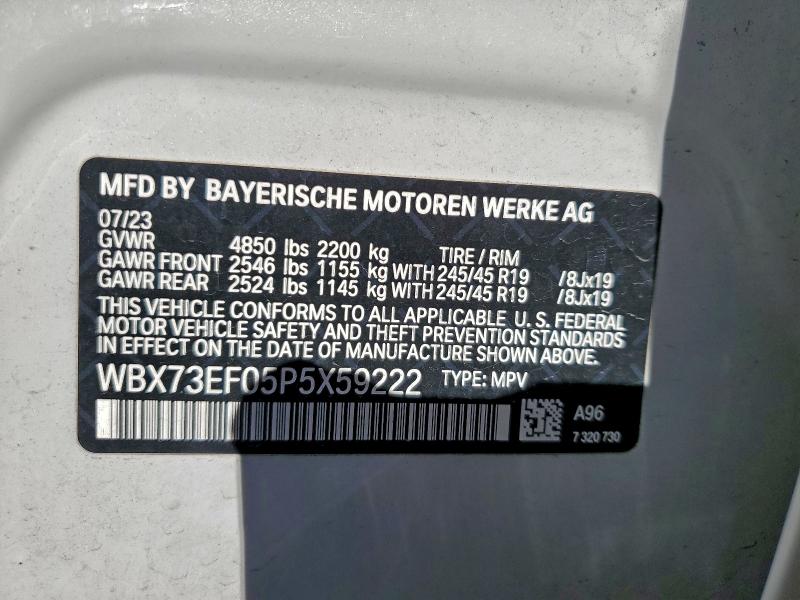 MFD BY BAYERISCHE MOTOREN WERKE AG
07/23
GVWR 4850 lbs 2200 kg TIRE / RIM
GAWR FRONT 2546 lbs 1155 kg WITH 245/45 R19 /8Jx19
GAWR REAR 2524 lbs 1145 kg WITH 245/45 R19 /8Jx19
THIS VEHICLE CONFORMS TO ALL APPLICABLE U. S. FEDERAL
MOTOR VEHICLE SAFETY AND THEFT PREVENTION STANDARDS
IN EFFECT ON THE DATE OF MANUFACTURE SHOWN ABOVE.
WBX73EF05P5X59222 TYPE: MPV
A96
7 320 730